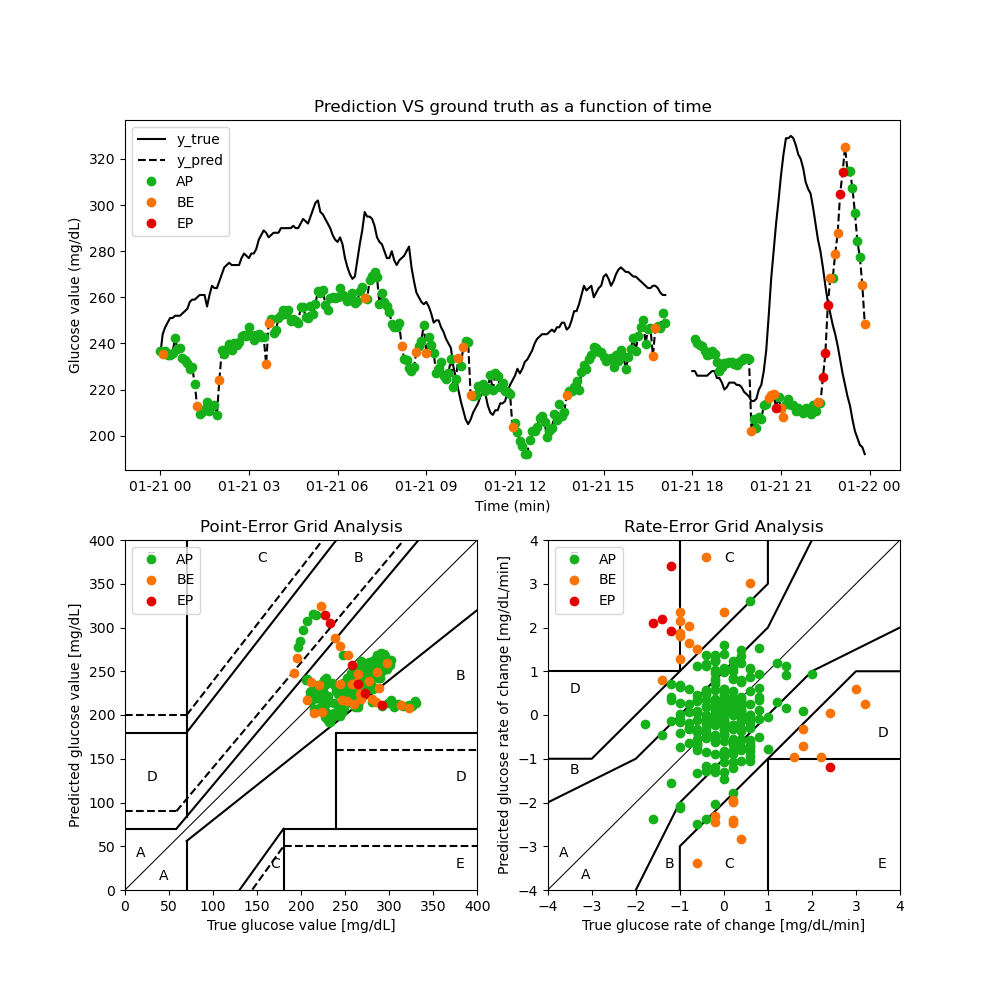 Prediction VS ground truth as a function of time
Glucose value (mg/dL)
320
300
280
260
240
220
200
y_true
y_pred
AP
BE
EP
01-21 00 01-21 03 01-21 06 01-21 09 01-21 12 01-21 15 01-21 18 01-21 21 01-22 00
Time (min)
Point-Error Grid Analysis
Predicted glucose value [mg/dL]
400
350
300
250
200
150
100
50
0
AP
BE
EP
C
B
B
D
D
A
A
C
E
0 50 100 150 200 250 300 350 400
True glucose value [mg/dL]
Rate-Error Grid Analysis
Predicted glucose rate of change [mg/dL/min]
4
3
2
1
0
−1
−2
−3
−4
AP
BE
EP
C
D
D
B
A
A
B
C
E
−4 −3 −2 −1 0 1 2 3 4
True glucose rate of change [mg/dL/min]